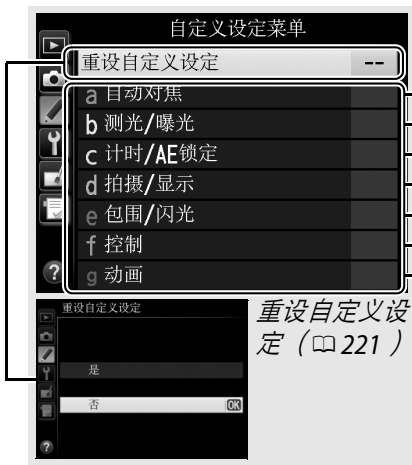 自定义设定菜单
重设自定义设定 --
a 自动对焦
b 测光/曝光
c 计时/AE锁定
d 拍摄/显示
e 包围/闪光
f 控制
g 动画
?
重设自定义设定
是
否 OK
?
重设自定义设
定（221）